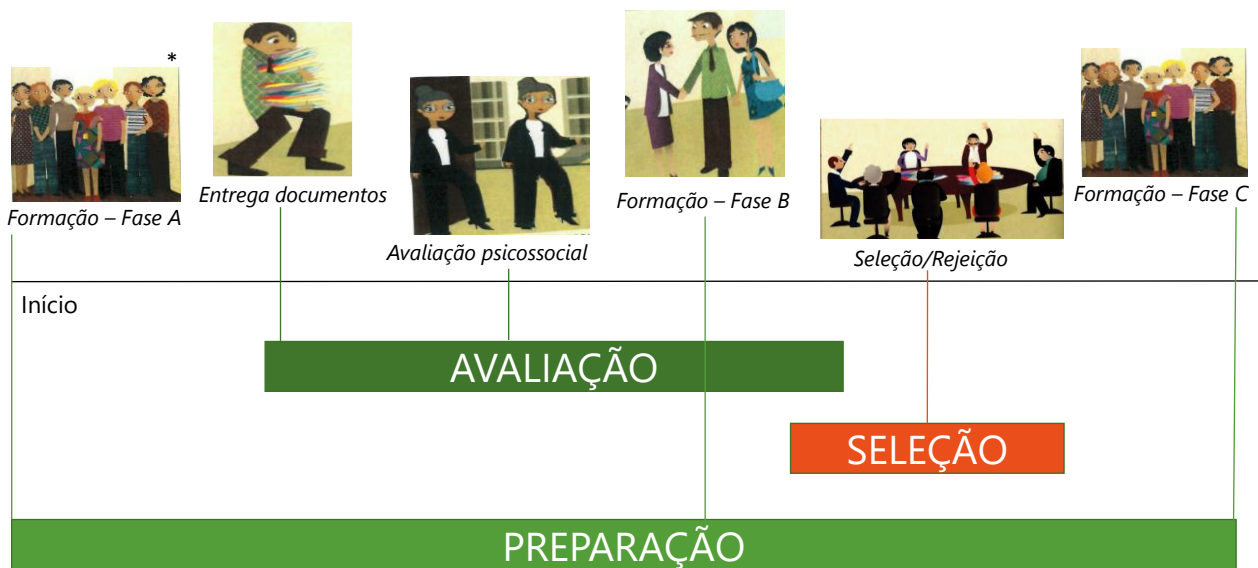 *
Formação – Fase A
Entrega documentos
Avaliação psicossocial
Formação – Fase B
Seleção/Rejeição
Formação – Fase C
Início
AVALIAÇÃO
SELEÇÃO
PREPARAÇÃO